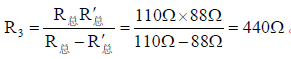 R₃ = R总R′总 / R总−R′总 = 110Ω×88Ω / 110Ω−88Ω = 440Ω。